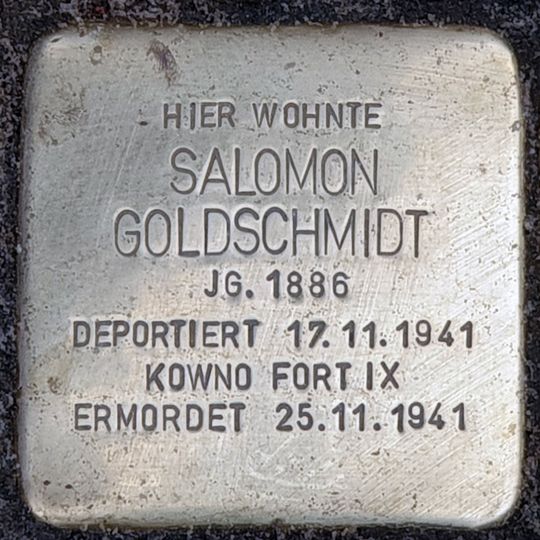 HIER WOHNTE
SALOMON
GOLDSCHMIDT
JG. 1886
DEPORTIERT 17.11.1941
KOWNO FORT IX
ERMORDET 25.11.1941